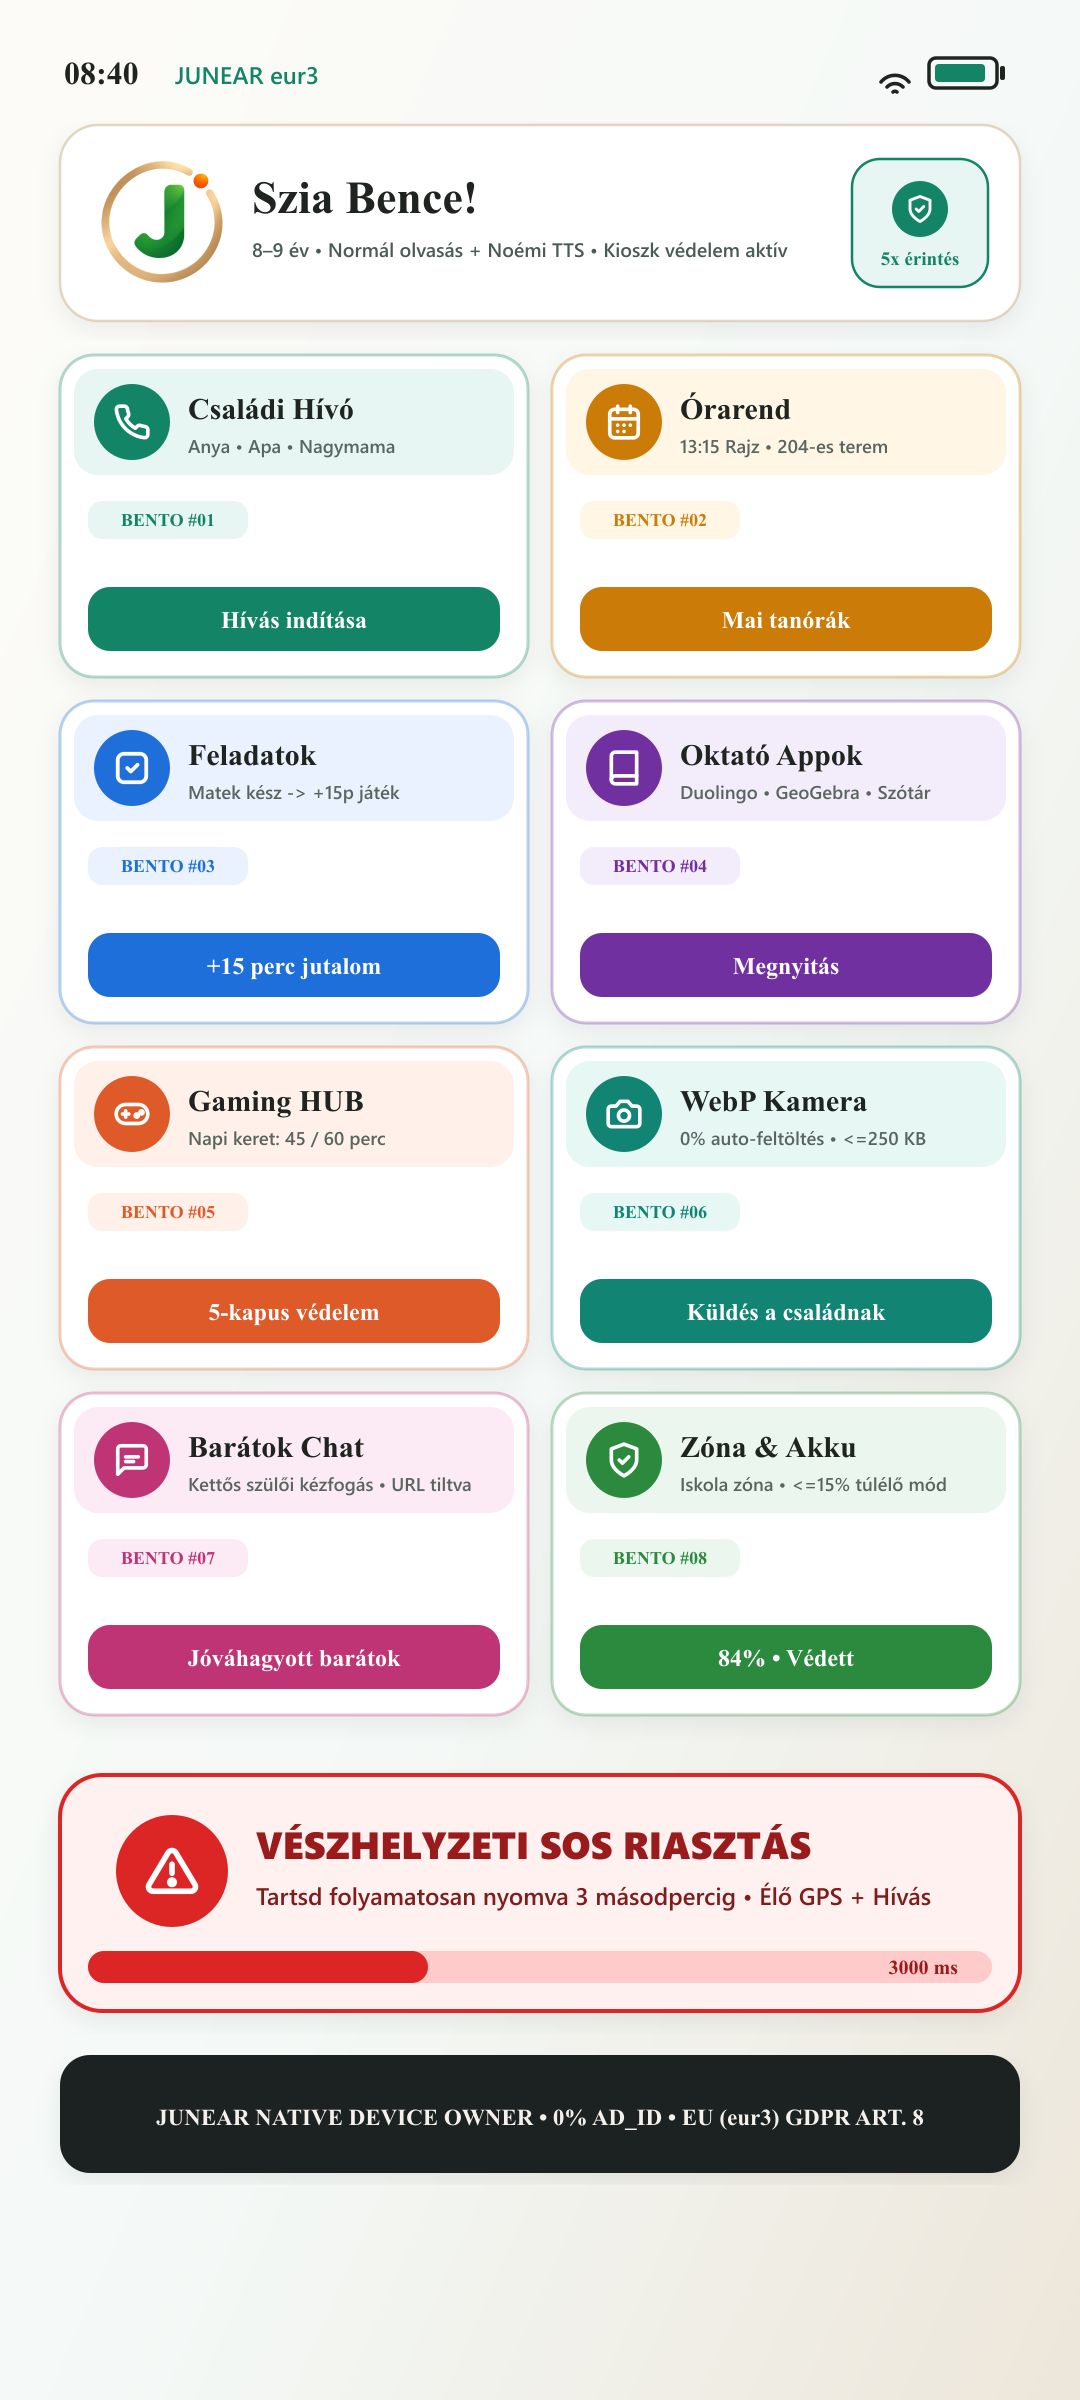 08:40 JUNEAR eur3
J
Szia Bence!
8–9 év • Normál olvasás + Noémi TTS • Kioszk védelem aktív
5x érintés
Családi Hívó
Anya • Apa • Nagymama
BENTO #01
Hívás indítása
Órarend
13:15 Rajz • 204-es terem
BENTO #02
Mai tanórák
Feladatok
Matek kész -> +15p játék
BENTO #03
+15 perc jutalom
Oktató Appok
Duolingo • GeoGebra • Szótár
BENTO #04
Megnyitás
Gaming HUB
Napi keret: 45 / 60 perc
BENTO #05
5-kapus védelem
WebP Kamera
0% auto-feltöltés • <=250 KB
BENTO #06
Küldés a családnak
Barátok Chat
Kettős szülői kézfogás • URL tiltva
BENTO #07
Jóváhagyott barátok
Zóna & Akku
Iskola zóna • <=15% túlélő mód
BENTO #08
84% • Védett
VÉSZHELYZETI SOS RIASZTÁS
Tartsd folyamatosan nyomva 3 másodpercig • Élő GPS + Hívás
3000 ms
JUNEAR NATIVE DEVICE OWNER • 0% AD_ID • EU (eur3) GDPR ART. 8